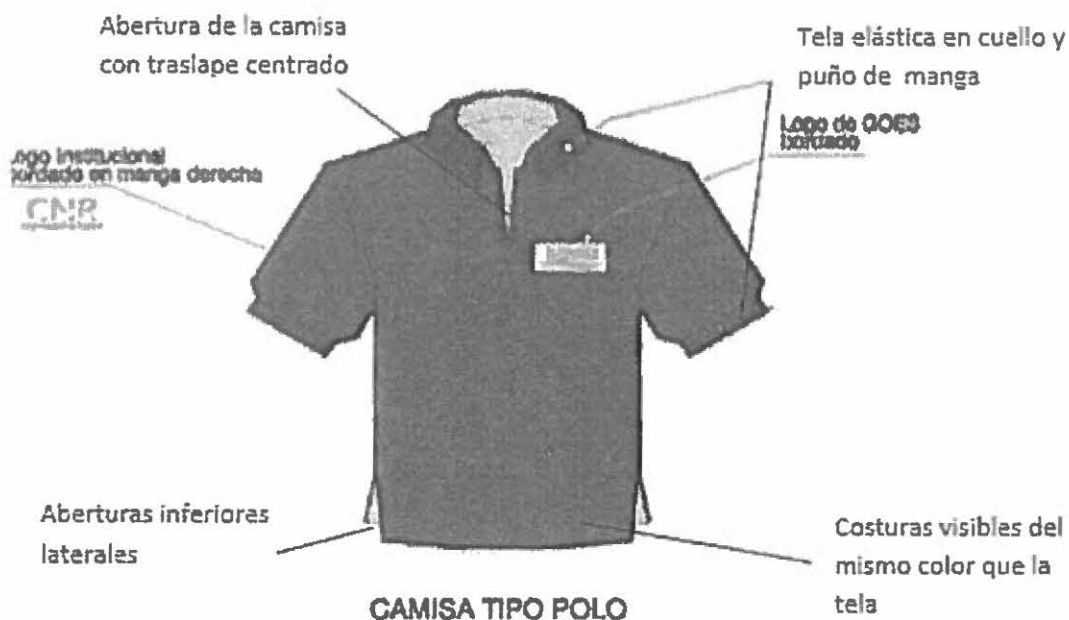 Abertura de la camisa
con traslape centrado
Tela elástica en cuello y
puño de manga
Logo de GOES
bordado
ogo institucional
bordado en manga derecha
CNR
Aberturas inferiores
laterales
Costuras visibles del
mismo color que la
tela
CAMISA TIPO POLO